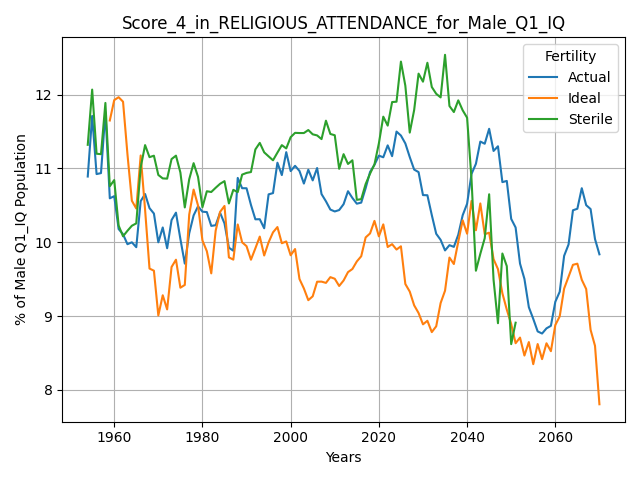 Score_4_in_RELIGIOUS_ATTENDANCE_for_Male_Q1_IQ
Fertility
Actual
Ideal
Sterile
% of Male Q1_IQ Population
12
11
10
9
8
1960
1980
2000
2020
2040
2060
Years